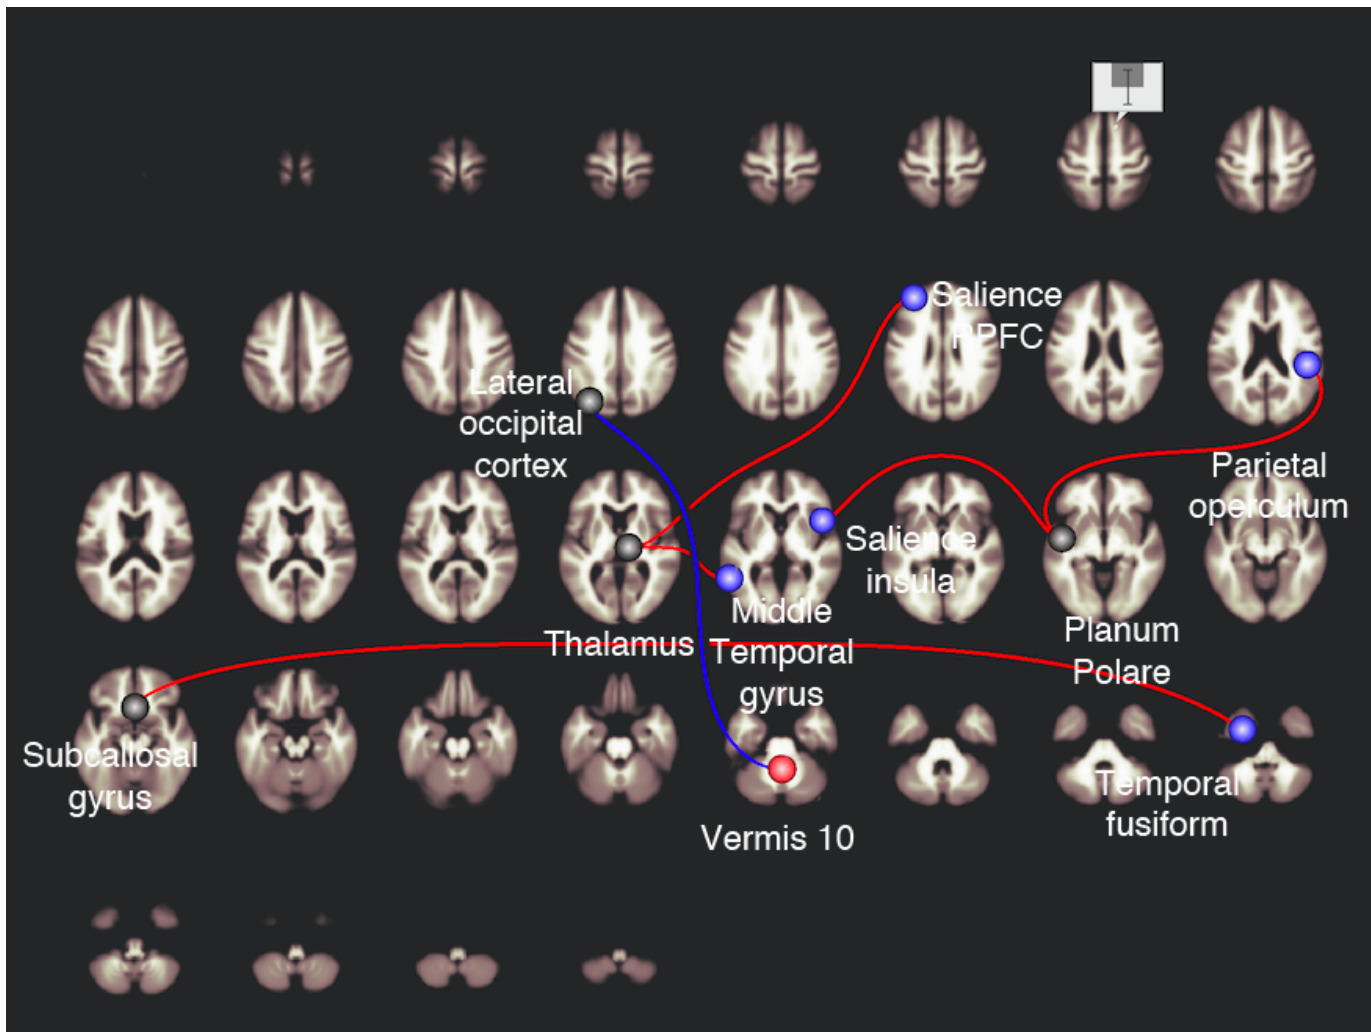 Salience
RPFC
Lateral
occipital
cortex
Parietal
operculum
Salience
insula
Middle
Temporal
gyrus
Thalamus
Planum
Polare
Subcallosal
gyrus
Temporal
fusiform
Vermis 10